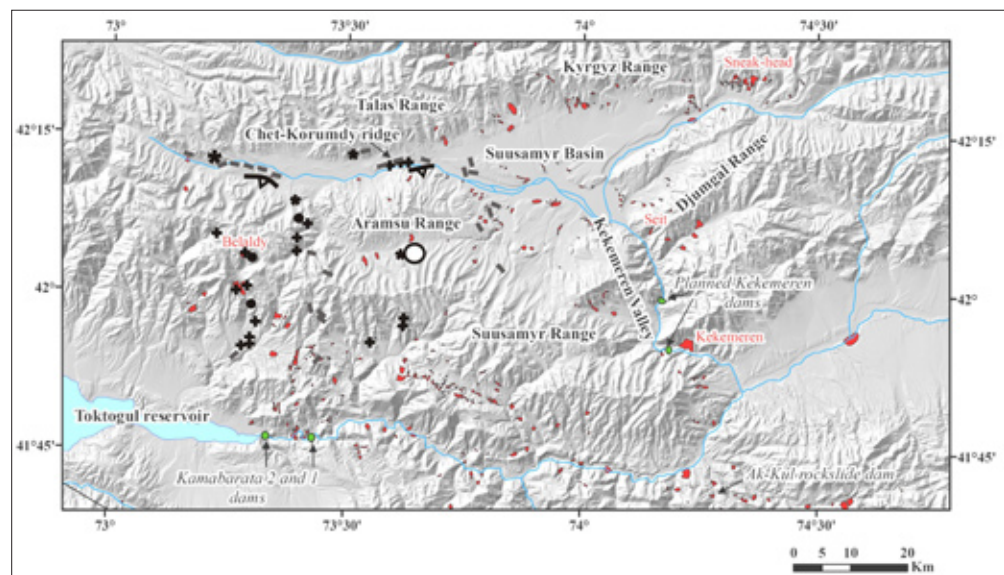 73°
73°30'
74°
74°30'
Kyrgyz Range
Sneak-head
Talas Range
42°15'
Chet-Korumdy ridge
42°15'
Suusamyr Basin
Djumgal Range
Aramsu Range
Seit
Belaldy
Kekemeren Valley
42°
Planned Kekemeren
dams
42°
Suusamyr Range
Kekemeren
Toktogul reservoir
41°45'
41°45'
Kamabarata 2 and 1
dams
Ak-Kul rockslide dam
73°
73°30'
74°
74°30'
0 5 10 20
Km